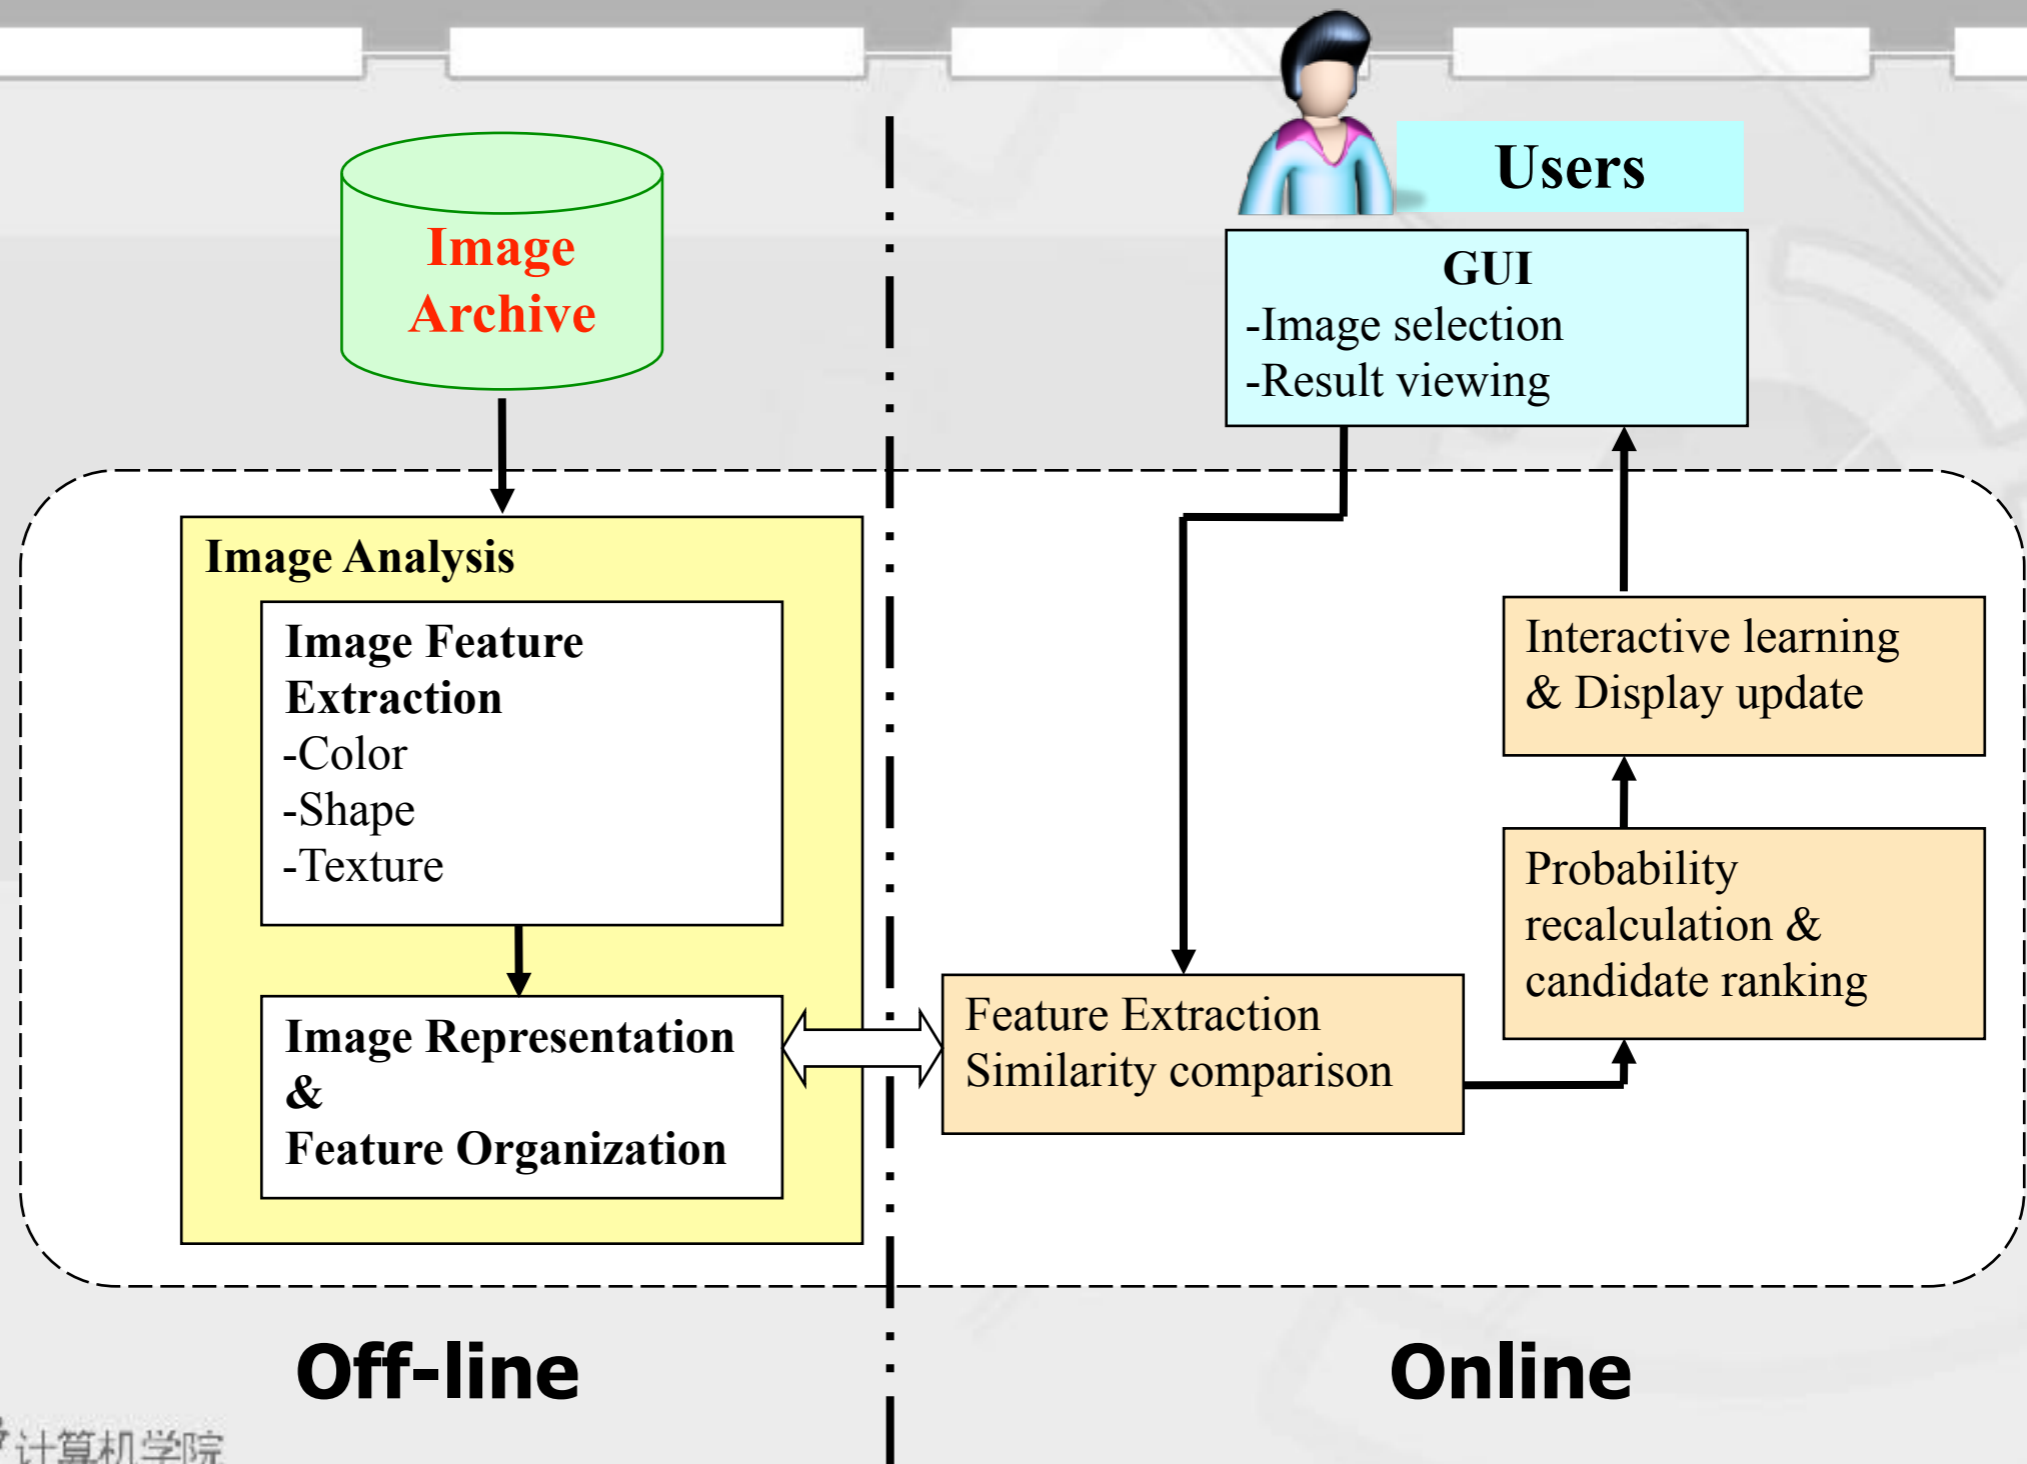 Image
Archive
Users
GUI
-Image selection
-Result viewing
Image Analysis
Image Feature
Extraction
-Color
-Shape
-Texture
Image Representation
&
Feature Organization
Feature Extraction
Similarity comparison
Interactive learning
& Display update
Probability
recalculation &
candidate ranking
Off-line
Online
计算机学院